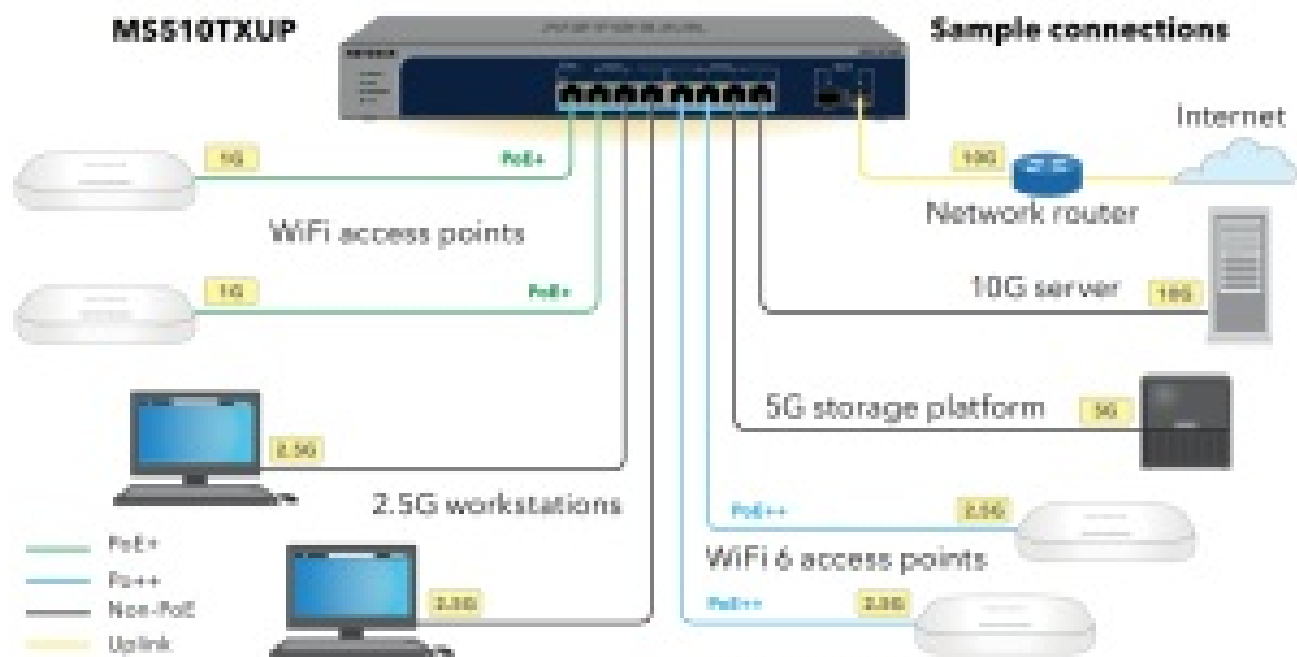 MS510TXUP
Sample connections
Internet
1G
PoE+
10G
Network router
WiFi access points
10G server
10G
1G
PoE+
5G storage platform
5G
2.5G
2.5G workstations
PoE++
2.5G
WiFi 6 access points
PoE++
2.5G
2.5G
PoE+
Po++
Non-PoE
Uplink